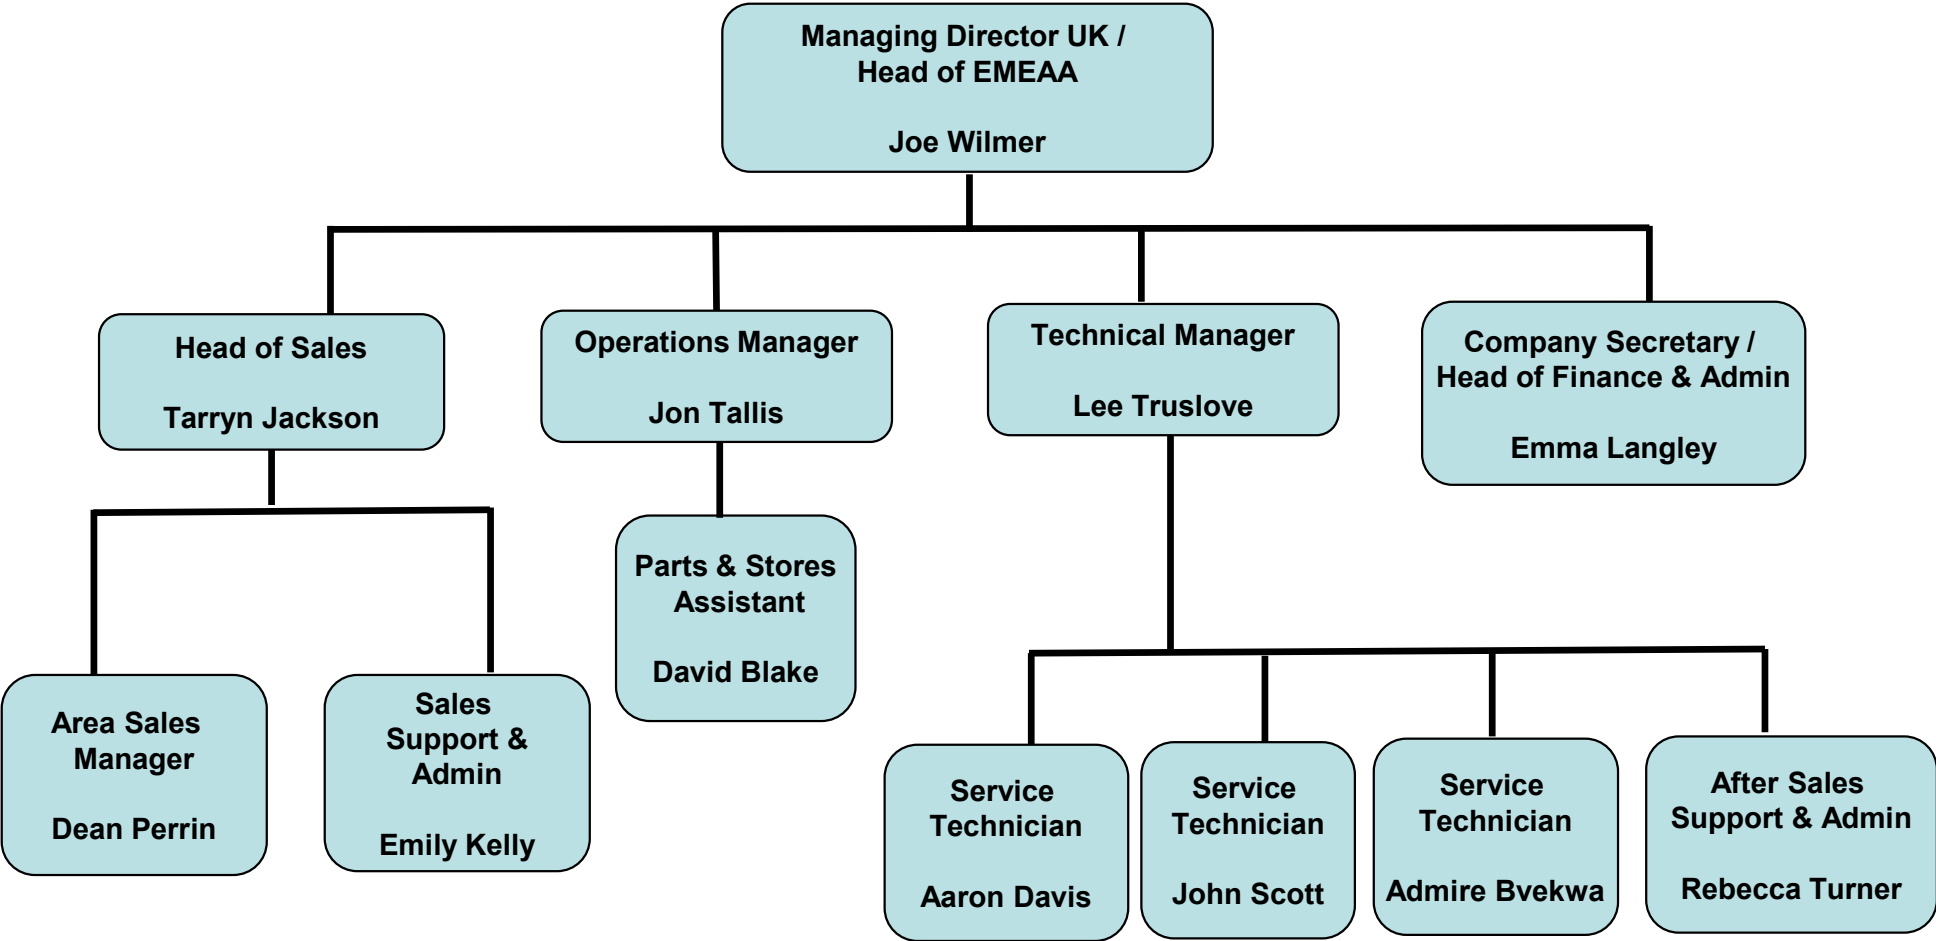 Managing Director UK /
Head of EMEAA
Joe Wilmer
Head of Sales
Tarryn Jackson
Operations Manager
Jon Tallis
Technical Manager
Lee Truslove
Company Secretary /
Head of Finance & Admin
Emma Langley
Parts & Stores
Assistant
David Blake
Area Sales
Manager
Dean Perrin
Sales
Support &
Admin
Emily Kelly
Service
Technician
Aaron Davis
Service
Technician
John Scott
Service
Technician
Admire Bvekwa
After Sales
Support & Admin
Rebecca Turner